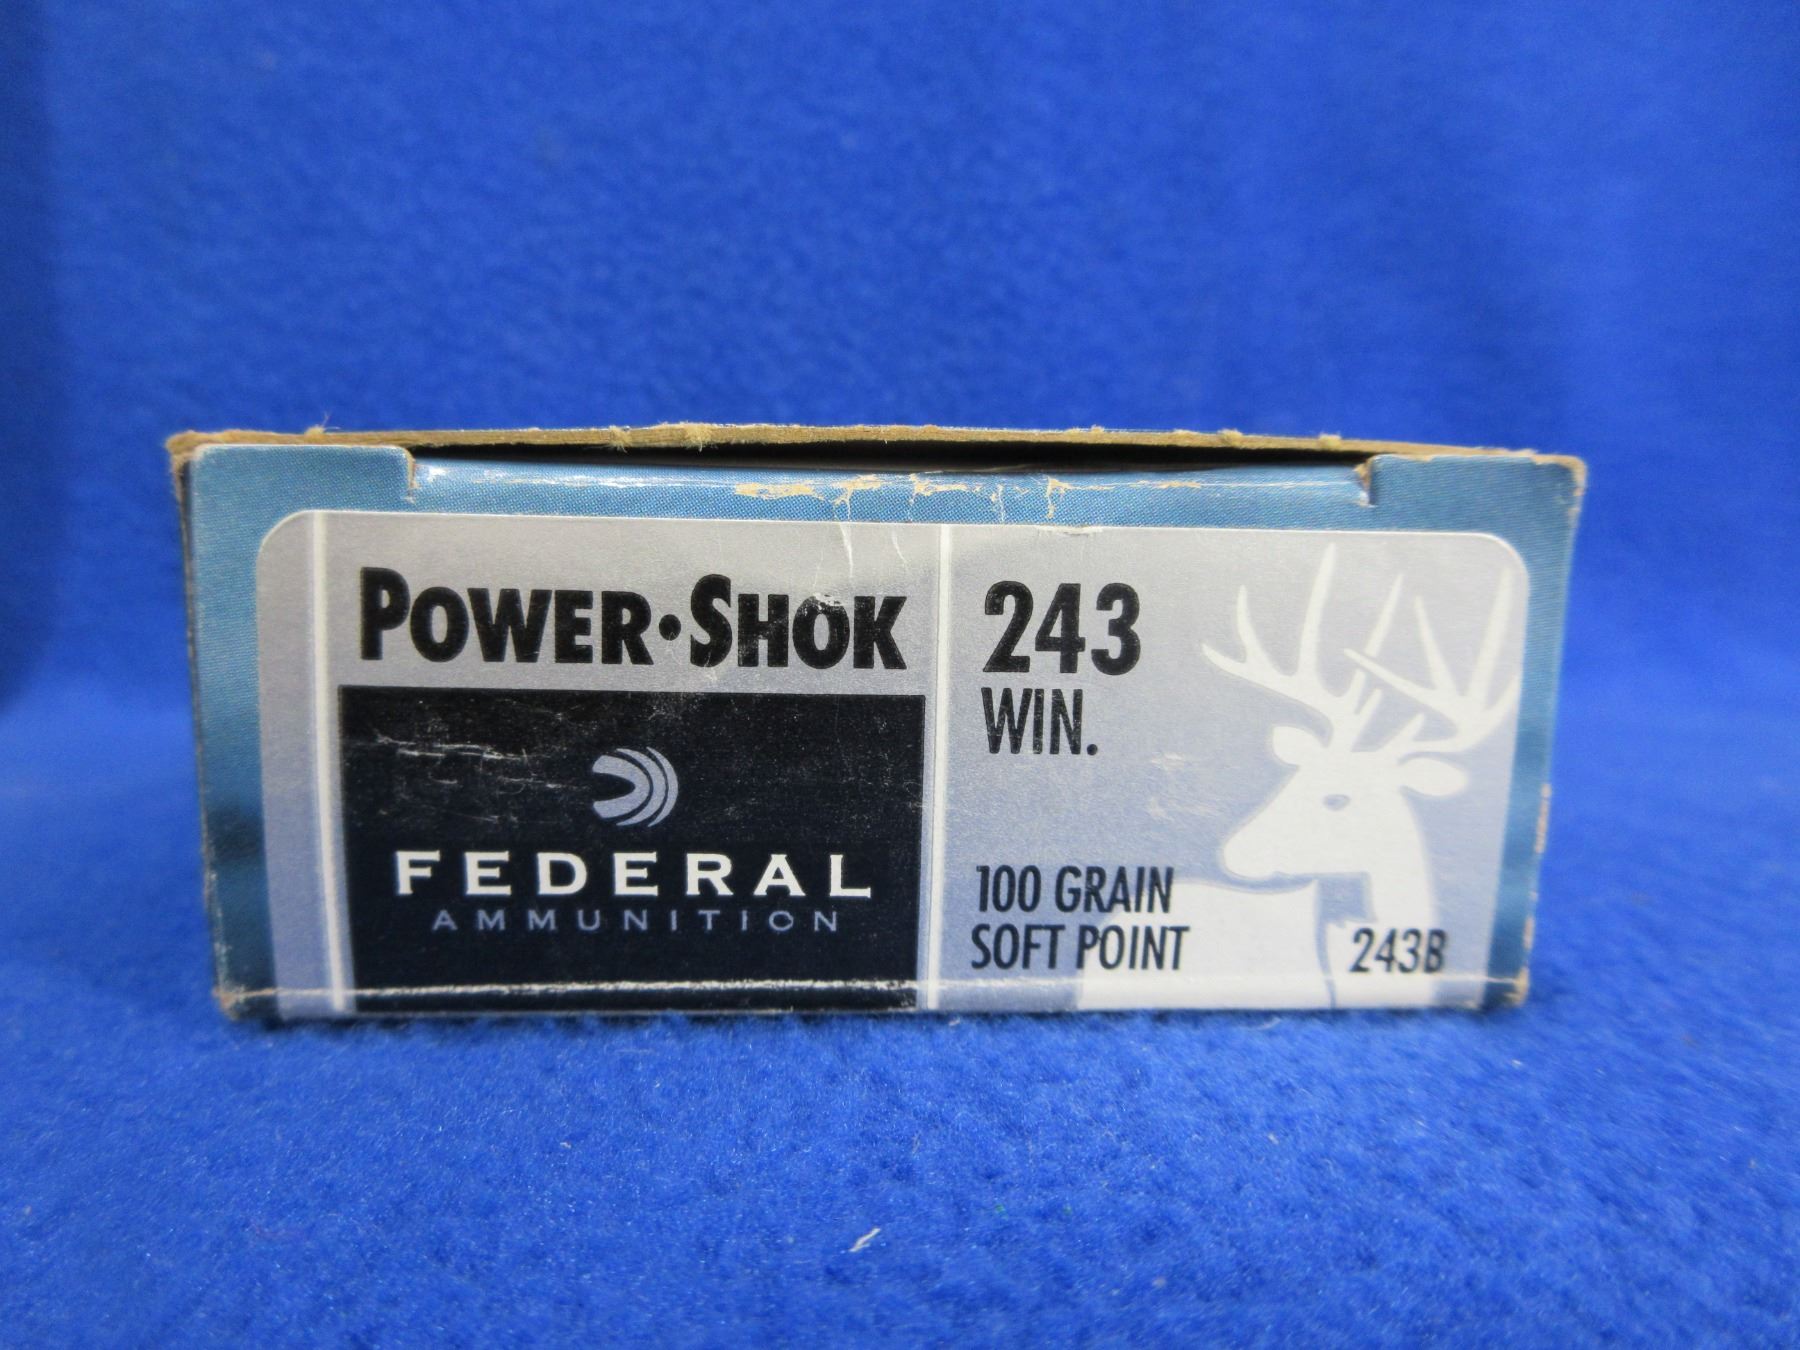 POWER•SHOK
FEDERAL
AMMUNITION
243
WIN.
100 GRAIN
SOFT POINT
243B